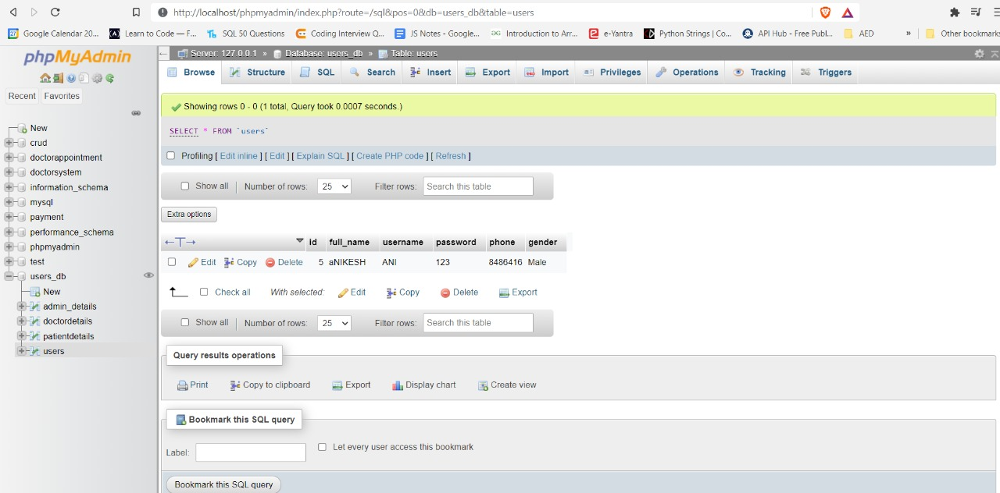 http://localhost/phpmyadmin/index.php?route=/sql&pos=0&db=users_db&table=users
Google Calendar 20... Learn to Code — F... SQL 50 Questions Coding Interview Q... JS Notes - Google... Introduction to Arr... e-Yantra Python Strings | Co... API Hub - Free Publ... AED » Other bookmarks
phpMyAdmin
Recent Favorites
New
crud
doctorappointment
doctorsystem
information_schema
mysql
payment
performance_schema
phpmyadmin
test
users_db
New
admin_details
doctordetails
patientdetails
users
Server: 127.0.0.1 » Database: users_db » Table: users
Browse Structure SQL Search Insert Export Import Privileges Operations Tracking Triggers
Showing rows 0 - 0 (1 total, Query took 0.0007 seconds.)
SELECT * FROM `users`
Profiling [ Edit inline ] [ Edit ] [ Explain SQL ] [ Create PHP code ] [ Refresh ]
Show all Number of rows: 25 Filter rows: Search this table
Extra options
←T→ id full_name username password phone gender
Edit Copy Delete 5 aNIKESH ANI 123 8486416 Male
Check all With selected: Edit Copy Delete Export
Show all Number of rows: 25 Filter rows: Search this table
Query results operations
Print Copy to clipboard Export Display chart Create view
Bookmark this SQL query
Label: Let every user access this bookmark
Bookmark this SQL query